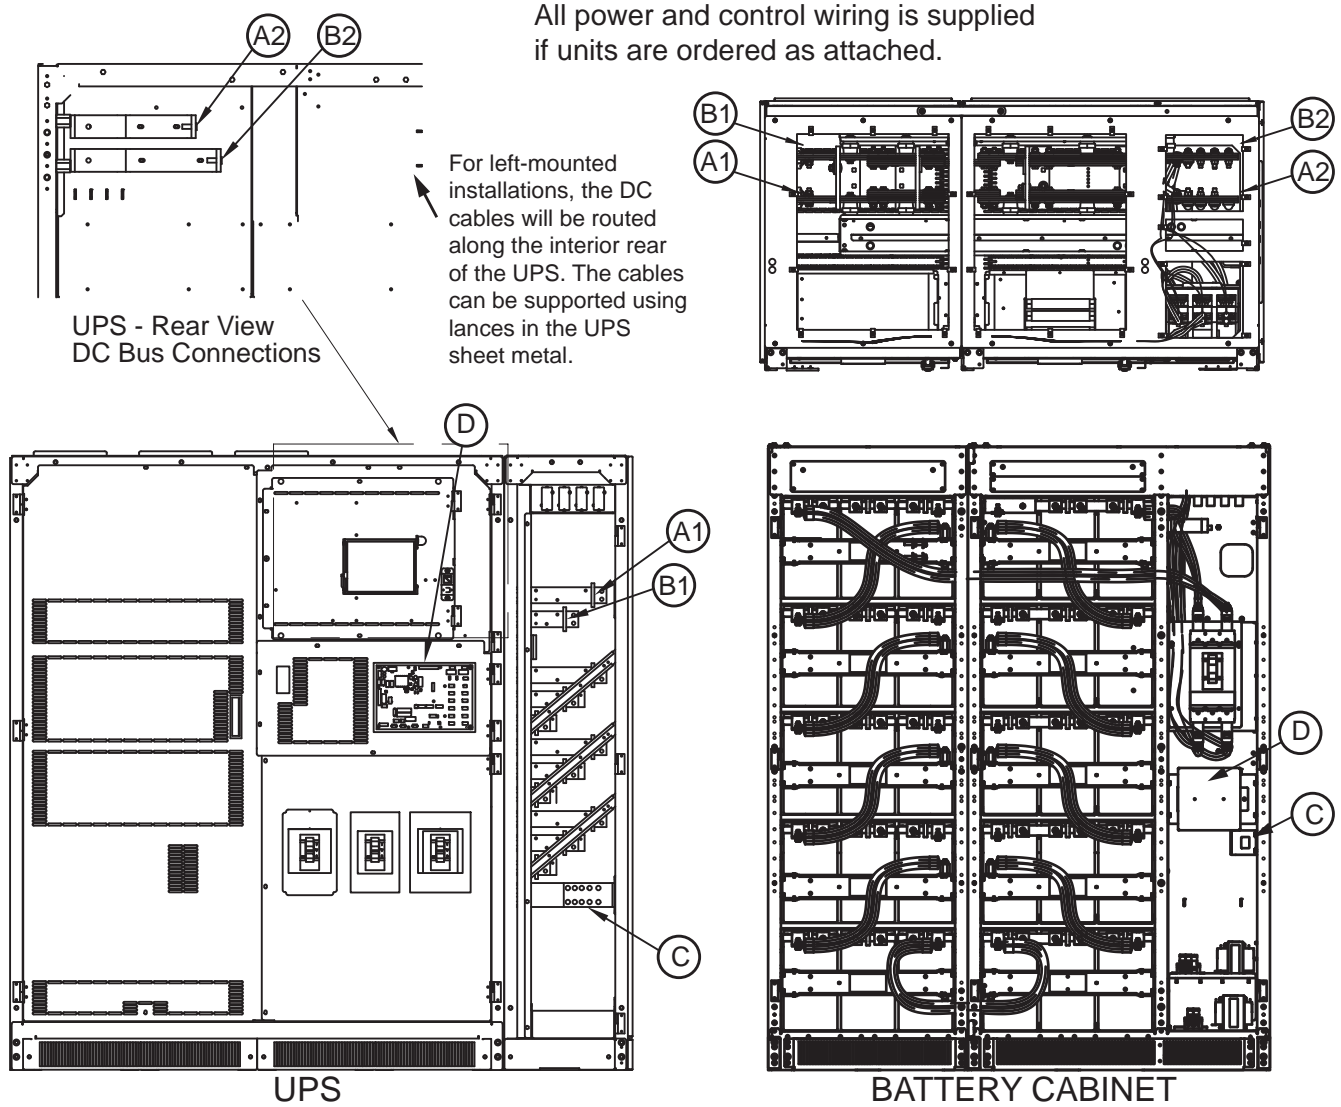 All power and control wiring is supplied
if units are ordered as attached.
A2
B2
B1
A1
B2
A2
For left-mounted
installations, the DC
cables will be routed
along the interior rear
of the UPS. The cables
can be supported using
lances in the UPS
sheet metal.
UPS - Rear View
DC Bus Connections
D
A1
B1
C
D
C
UPS
BATTERY CABINET